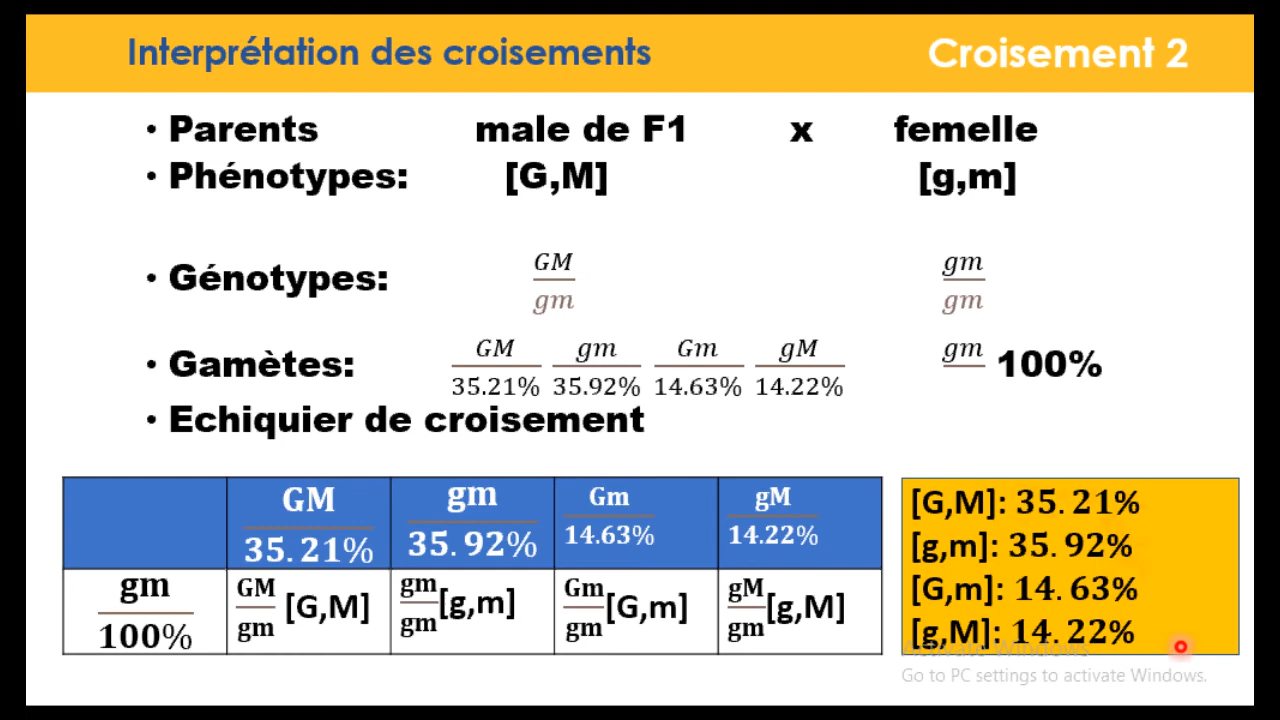 Interprétation des croisements Croisement 2
• Parents male de F1 x femelle
• Phénotypes: [G,M] [g,m]
GM gm
• Génotypes:
gm gm
GM gm Gm gM gm
• Gamètes: 100%
35.21% 35.92% 14.63% 14.22%
• Echiquier de croisement
GM gm Gm gM
35.21% 35.92% 14.63% 14.22%
gm GM [G,M] gm [g,m] Gm [G,m] gM [g,M]
100% gm gm gm gm
[G,M]: 35.21%
[g,m]: 35.92%
[G,m]: 14.63%
[g,M]: 14.22%
Activate Windows
Go to PC settings to activate Windows.